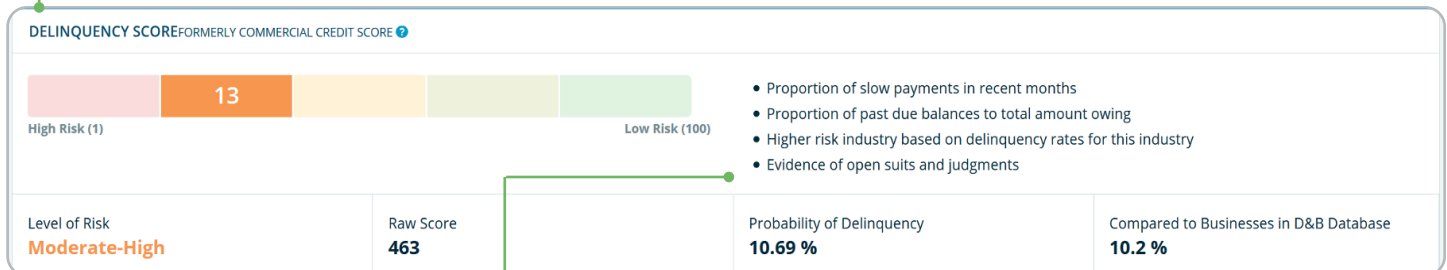 DELINQUENCY SCOREFORMERLY COMMERCIAL CREDIT SCORE ?
13
High Risk (1)
Low Risk (100)
• Proportion of slow payments in recent months
• Proportion of past due balances to total amount owing
• Higher risk industry based on delinquency rates for this industry
• Evidence of open suits and judgments
Level of Risk
Moderate-High
Raw Score
463
Probability of Delinquency
10.69 %
Compared to Businesses in D&B Database
10.2 %